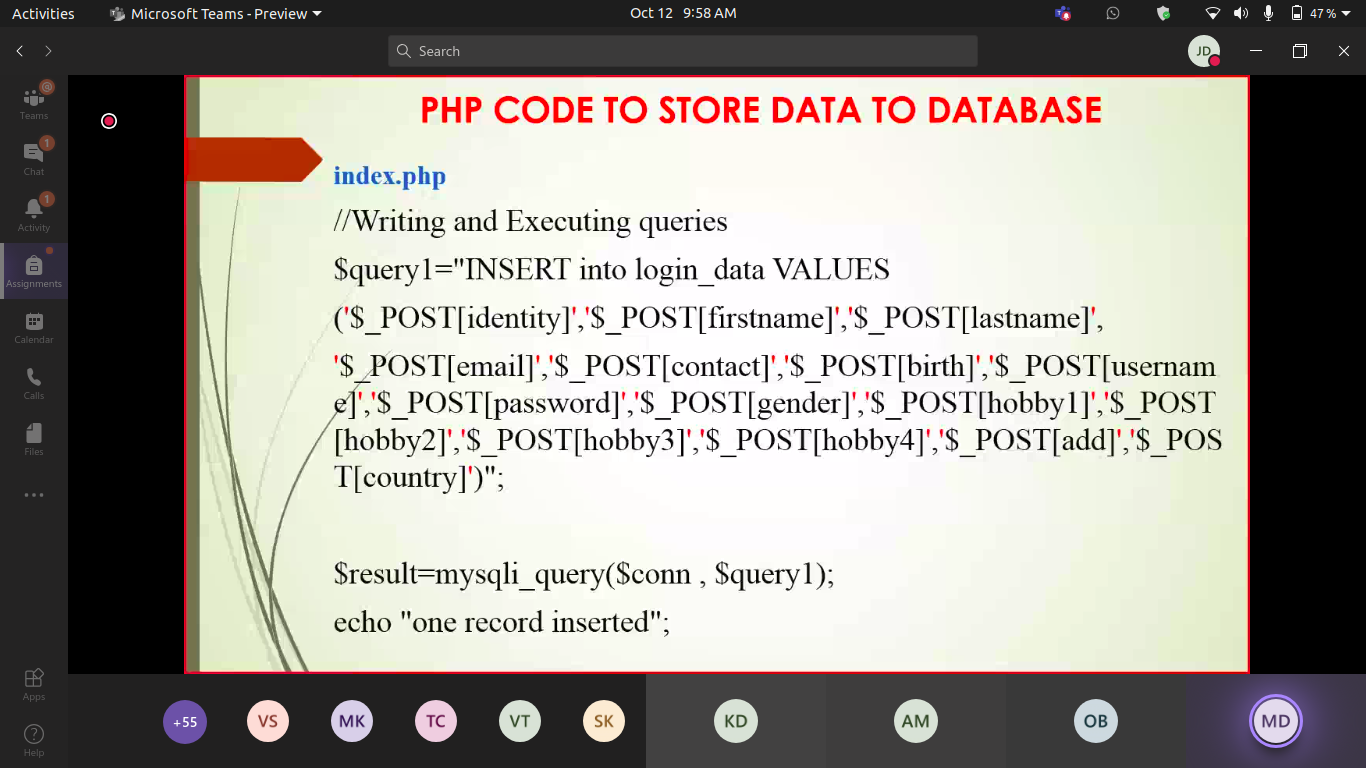 Activities
Microsoft Teams - Preview
Oct 12 9:58 AM
47 %
Search
JD
Teams
1
Chat
1
Activity
Assignments
Calendar
Calls
Files
Apps
Help
PHP CODE TO STORE DATA TO DATABASE
index.php
//Writing and Executing queries
$query1="INSERT into login_data VALUES
('$_POST[identity]','$_POST[firstname]','$_POST[lastname]',
'$_POST[email]','$_POST[contact]','$_POST[birth]','$_POST[usernam
e]','$_POST[password]','$_POST[gender]','$_POST[hobby1]','$_POST
[hobby2]','$_POST[hobby3]','$_POST[hobby4]','$_POST[add]','$_POS
T[country]')";
$result=mysqli_query($conn , $query1);
echo "one record inserted";
+55
VS
MK
TC
VT
SK
KD
AM
OB
MD